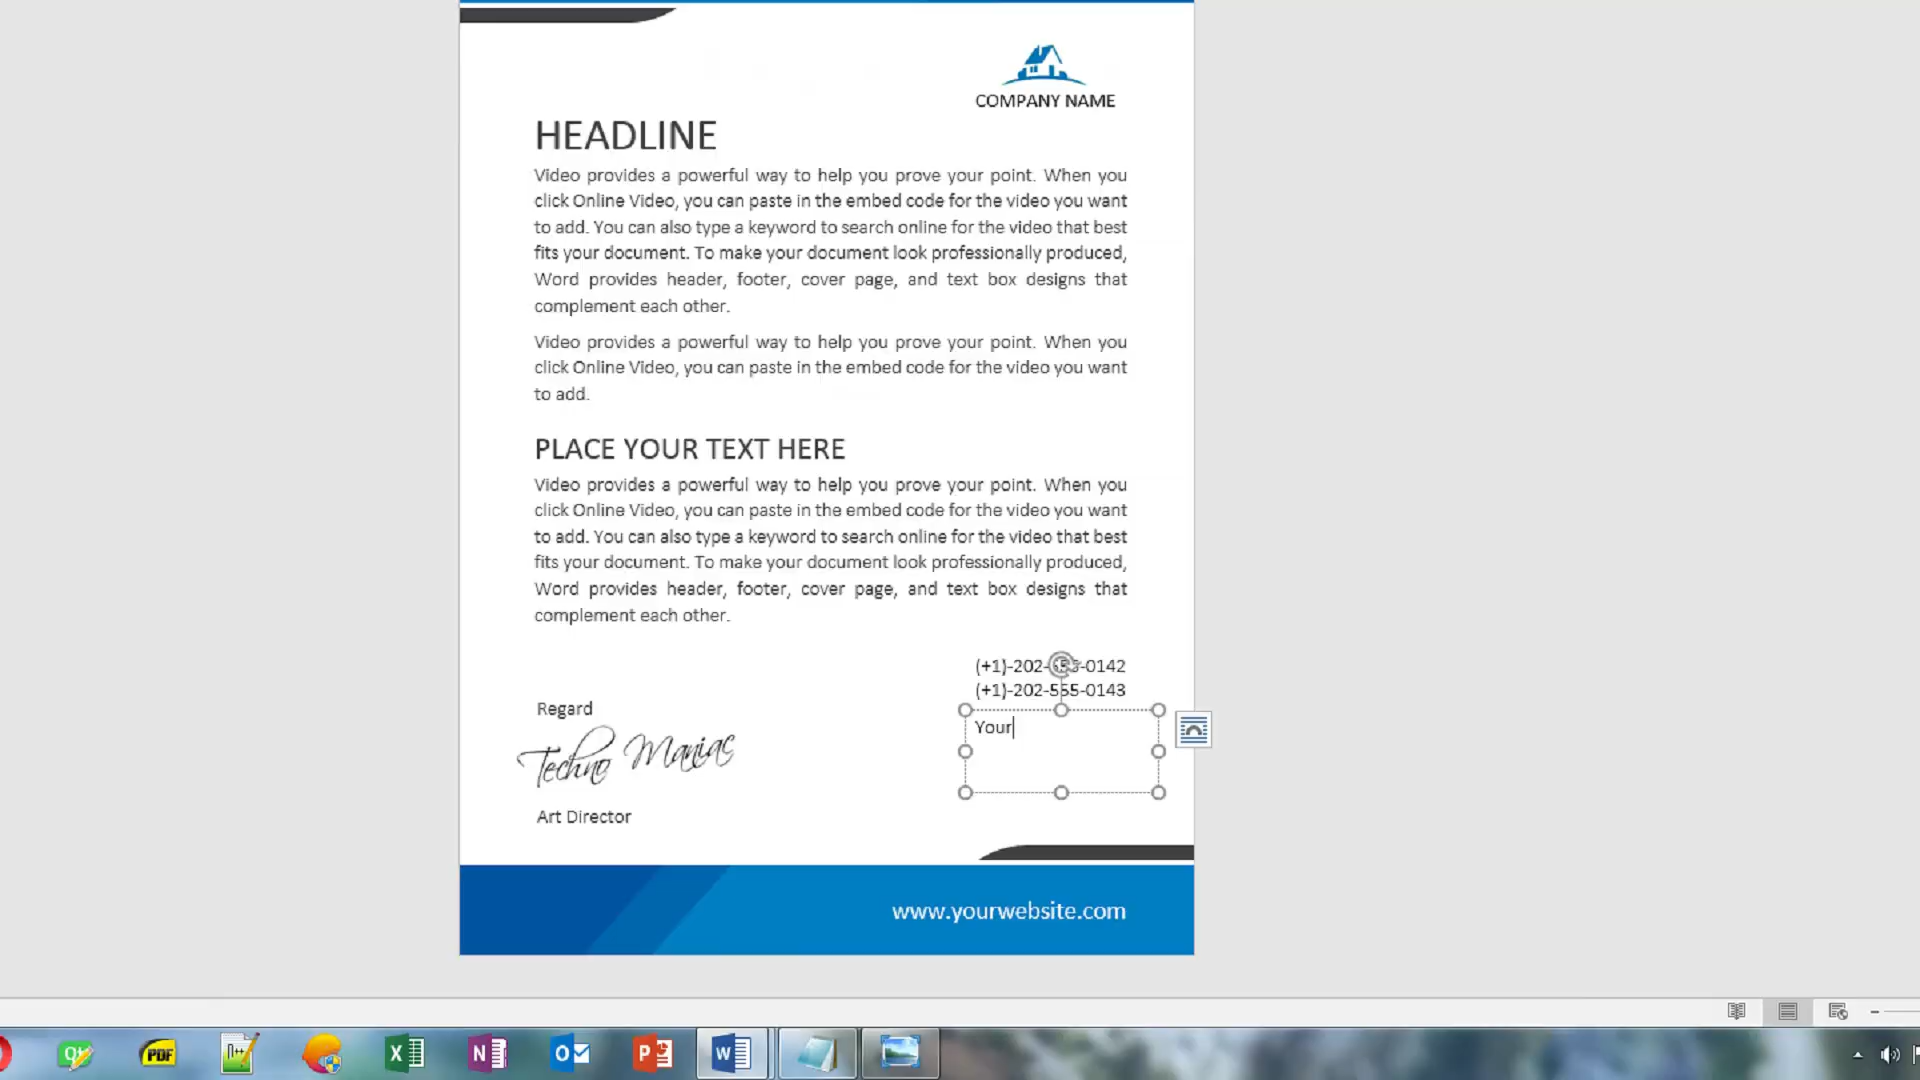 COMPANY NAME
HEADLINE
Video provides a powerful way to help you prove your point. When you
click Online Video, you can paste in the embed code for the video you want
to add. You can also type a keyword to search online for the video that best
fits your document. To make your document look professionally produced,
Word provides header, footer, cover page, and text box designs that
complement each other.
Video provides a powerful way to help you prove your point. When you
click Online Video, you can paste in the embed code for the video you want
to add.
PLACE YOUR TEXT HERE
Video provides a powerful way to help you prove your point. When you
click Online Video, you can paste in the embed code for the video you want
to add. You can also type a keyword to search online for the video that best
fits your document. To make your document look professionally produced,
Word provides header, footer, cover page, and text box designs that
complement each other.
(+1)-202-555-0142
(+1)-202-555-0143
Regard
Your
Techno Maniac
Art Director
www.yourwebsite.com
PDF